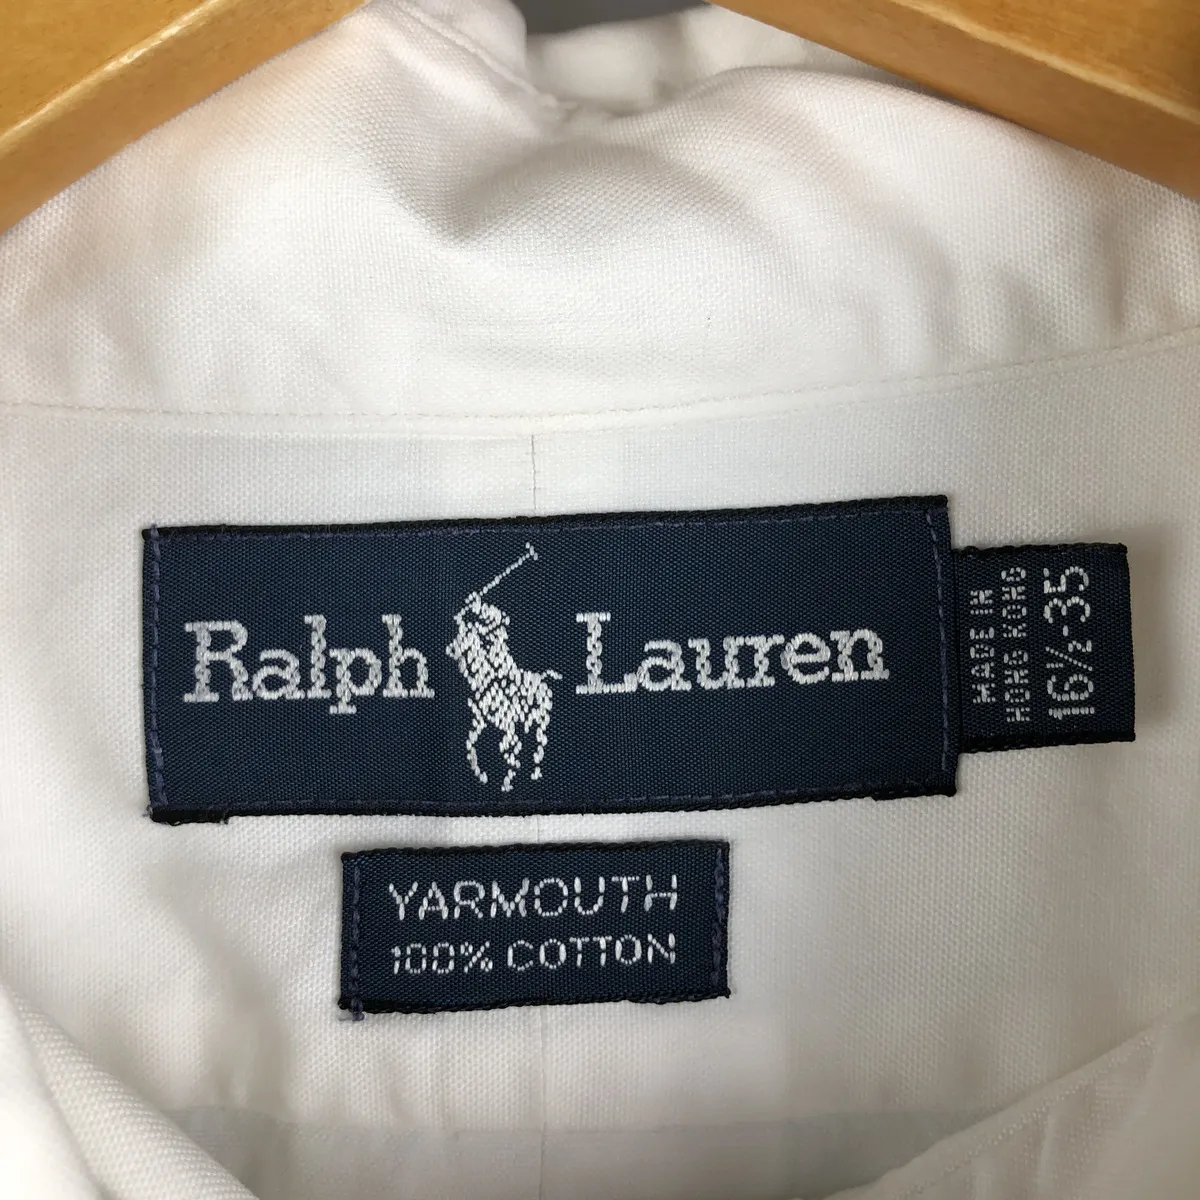 Ralph Lauren
MADE IN
HONG KONG
16½-35
YARMOUTH
100% COTTON